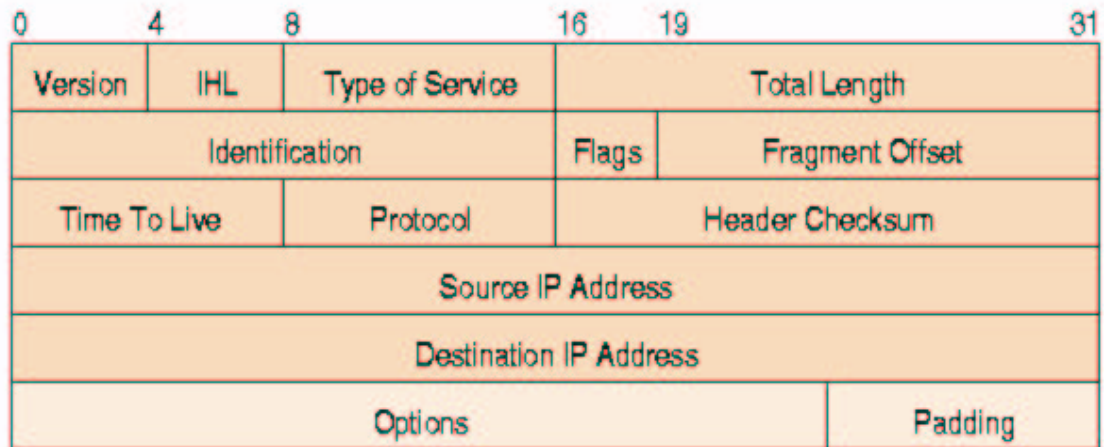 0 4 8 16 19 31
Version IHL Type of Service Total Length
Identification Flags Fragment Offset
Time To Live Protocol Header Checksum
Source IP Address
Destination IP Address
Options Padding